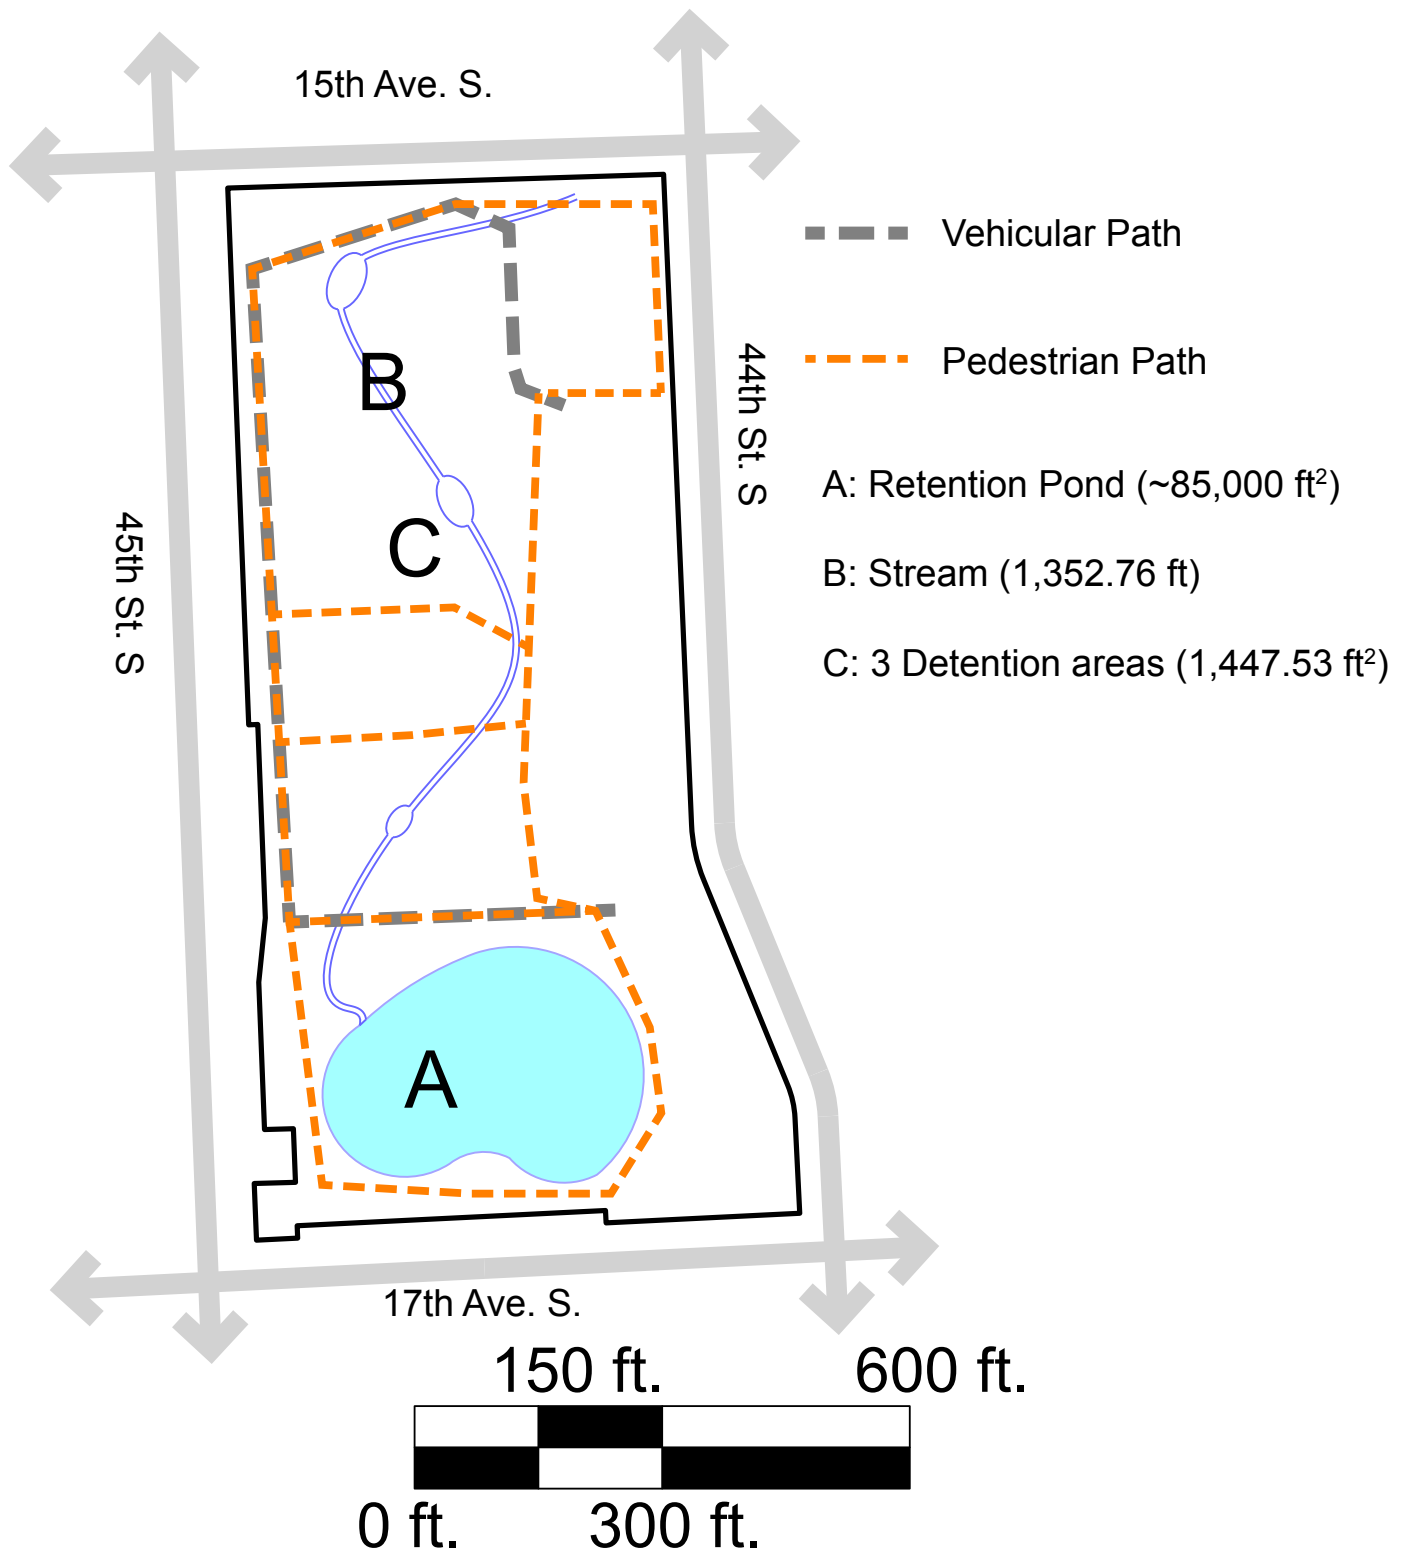 15th Ave. S.
Vehicular Path
Pedestrian Path
44th St. S
45th St. S
A: Retention Pond (~85,000 ft²)
B: Stream (1,352.76 ft)
C: 3 Detention areas (1,447.53 ft²)
B
C
A
17th Ave. S.
150 ft.
600 ft.
0 ft.
300 ft.